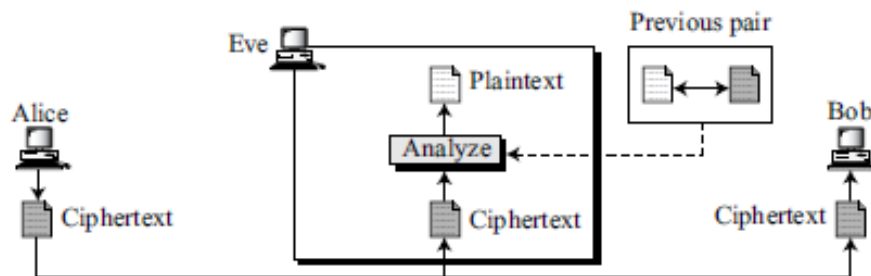 Previous pair
Eve
Plaintext
Alice
Bob
Analyze
Ciphertext
Ciphertext
Ciphertext